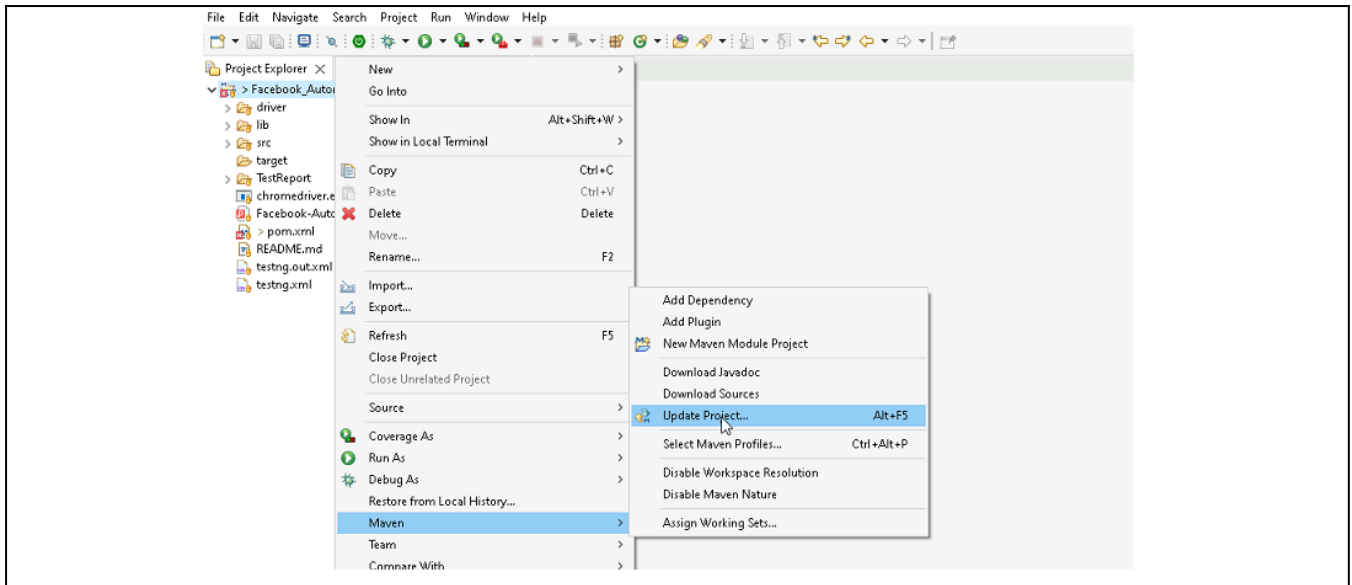 File Edit Navigate Search Project Run Window Help
Project Explorer
> Facebook_Autor
driver
lib
src
target
TestReport
chromedriver.e
Facebook-Autc
> pom.xml
README.md
testng.out.xml
testng.xml
New
Go Into
Show In Alt+Shift+W >
Show in Local Terminal
Copy Ctrl+C
Paste Ctrl+V
Delete Delete
Move...
Rename... F2
Import...
Export...
Refresh F5
Close Project
Close Unrelated Project
Source
Coverage As
Run As
Debug As
Restore from Local History...
Maven
Team
Compare With
Add Dependency
Add Plugin
New Maven Module Project
Download Javadoc
Download Sources
Update Project... Alt+F5
Select Maven Profiles... Ctrl+Alt+P
Disable Workspace Resolution
Disable Maven Nature
Assign Working Sets...